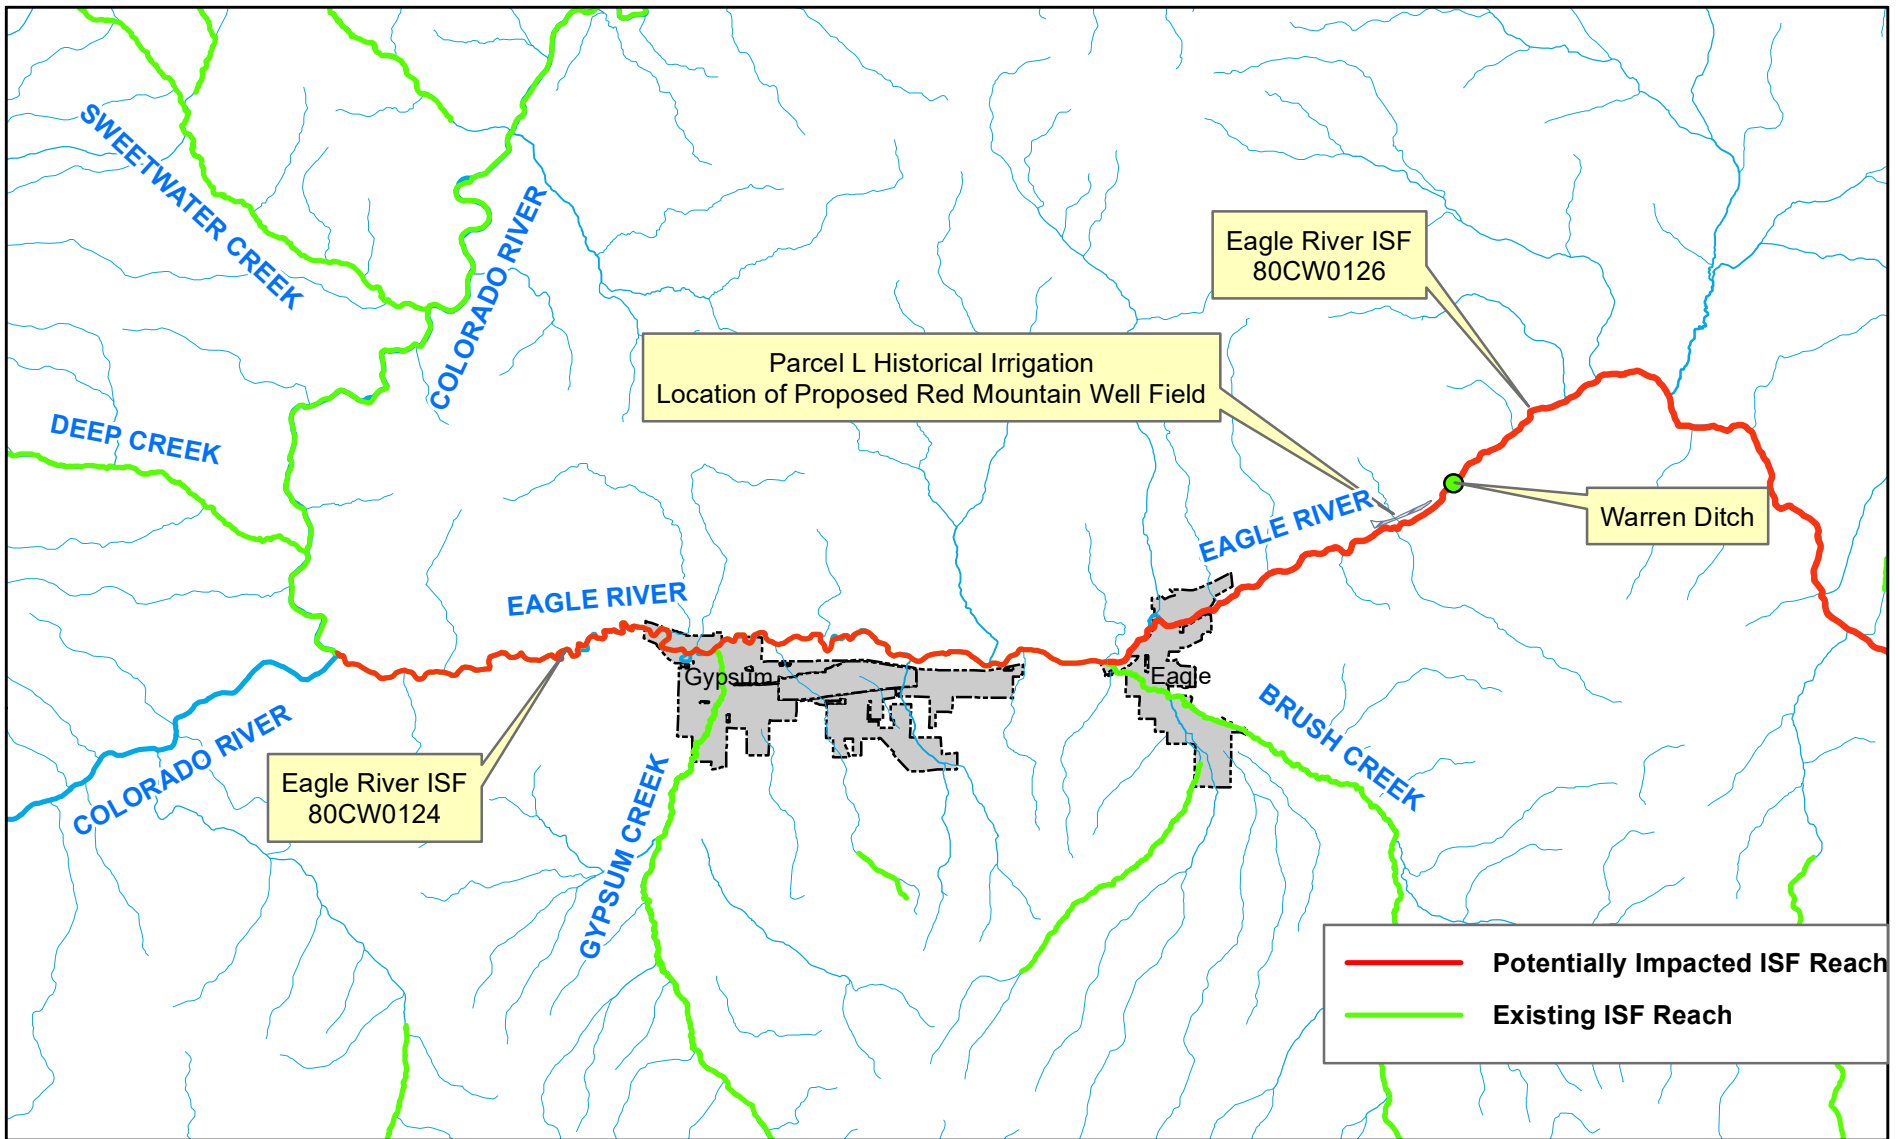 SWEETWATER CREEK
COLORADO RIVER
Eagle River ISF
80CW0126
Parcel L Historical Irrigation
Location of Proposed Red Mountain Well Field
DEEP CREEK
Warren Ditch
EAGLE RIVER
EAGLE RIVER
Gypsum
Eagle
BRUSH CREEK
COLORADO RIVER
Eagle River ISF
80CW0124
GYPSUM CREEK
Potentially Impacted ISF Reach
Existing ISF Reach